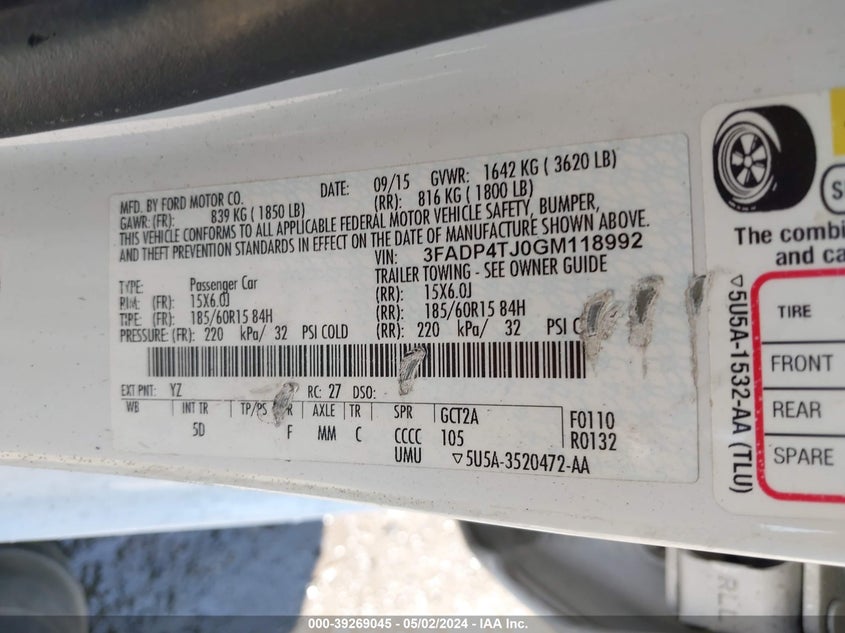 MFD. BY FORD MOTOR CO.
DATE: 09/15 GVWR: 1642 KG ( 3620 LB)
GAWR: (FR): 839 KG ( 1850 LB) (RR): 816 KG ( 1800 LB)
THIS VEHICLE CONFORMS TO ALL APPLICABLE FEDERAL MOTOR VEHICLE SAFETY, BUMPER,
AND THEFT PREVENTION STANDARDS IN EFFECT ON THE DATE OF MANUFACTURE SHOWN ABOVE.
VIN: 3FADP4TJ0GM118992
TYPE: Passenger Car TRAILER TOWING - SEE OWNER GUIDE
RIM: (FR): 15X6.0J (RR): 15X6.0J
TIRE: (FR): 185/60R15 84H (RR): 185/60R15 84H
PRESSURE: (FR): 220 kPa/ 32 PSI COLD (RR): 220 kPa/ 32 PSI
EXT PNT: YZ RC: 27 DSO:
WB INT TR TP/PS R AXLE TR SPR GCT2A F0110
5D F MM C CCCC 105 R0132
UMU ▽5U5A-3520472-AA
The combin
and ca
TIRE
FRONT
REAR
SPARE
▽5U5A-1532-AA (TLU)
000-39269045 - 05/02/2024 - IAA Inc.